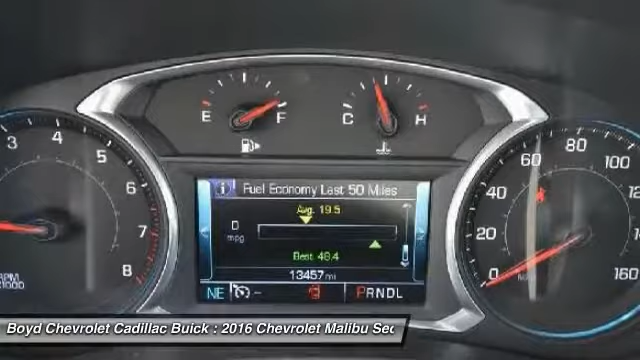 E F
C H
3 4 5 6 7 8
RPM
x1000
0 20 40 60 80 100 120 140 160
i Fuel Economy Last 50 Miles
Avg. 19.5
0
mpg
Best 48.4
13457 mi
NE PRNDL
Boyd Chevrolet Cadillac Buick : 2016 Chevrolet Malibu Sed